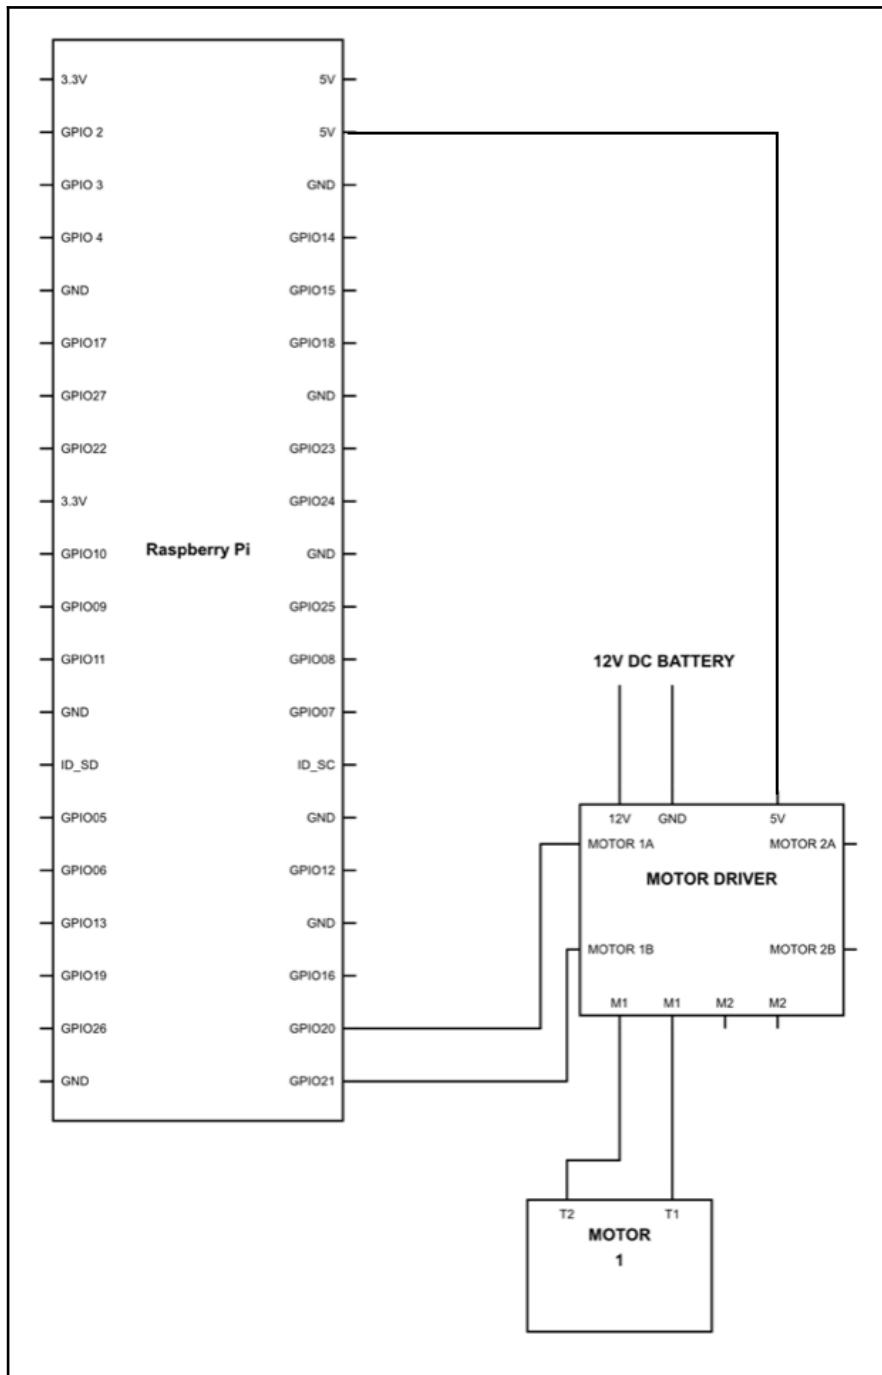 3.3V 5V
GPIO 2 5V
GPIO 3 GND
GPIO 4 GPIO14
GND GPIO15
GPIO17 GPIO18
GPIO27 GND
GPIO22 GPIO23
3.3V GPIO24
Raspberry Pi
GPIO10 GND
GPIO09 GPIO25
GPIO11 GPIO08
GND GPIO07
ID_SD ID_SC
GPIO05 GND
GPIO06 GPIO12
GPIO13 GND
GPIO19 GPIO16
GPIO26 GPIO20
GND GPIO21
12V DC BATTERY
12V GND 5V
MOTOR 1A MOTOR 2A
MOTOR DRIVER
MOTOR 1B MOTOR 2B
M1 M1 M2 M2
T2 T1
MOTOR
1